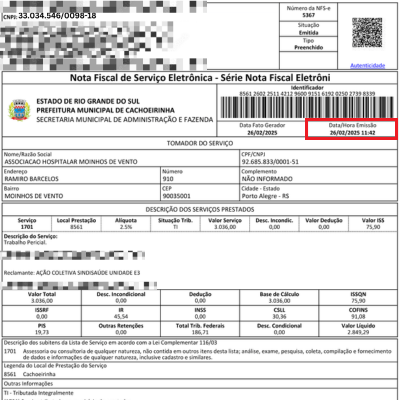 CNPJ: 33.034.546/0098-18
Número da NFS-e
5367
Situação
Emitida
Tipo
Preenchido
Autenticidade
Nota Fiscal de Serviço Eletrônica - Série Nota Fiscal Eletrôni
ESTADO DE RIO GRANDE DO SUL
PREFEITURA MUNICIPAL DE CACHOEIRINHA
SECRETARIA MUNICIPAL DE ADMINISTRAÇÃO E FAZENDA
Identificador
8561 2602 2511 4212 9600 9151 6192 0250 2739 8339
Data Fato Gerador
26/02/2025
Data/Hora Emissão
26/02/2025 11:42
TOMADOR DO SERVIÇO
Nome/Razão Social
ASSOCIACAO HOSPITALAR MOINHOS DE VENTO
CPF/CNPJ
92.685.833/0001-51
Endereço
RAMIRO BARCELOS
Número
910
Complemento
NÃO INFORMADO
Bairro
MOINHOS DE VENTO
CEP
90035001
Cidade - Estado
Porto Alegre - RS
DESCRIÇÃO DOS SERVIÇOS PRESTADOS
Serviço Local Prestação Alíquota Situação Trib. Valor Serviço Desc. Incondic. Valor Dedução Valor ISS
1701 8561 2.5% TI 3.036,00 0,00 0,00 75,90
Descrição do Serviço:
Trabalho Pericial.
Reclamante: AÇÃO COLETIVA SINDISAÚDE UNIDADE E3
Valor Total Desc. Incondicional Dedução Base de Cálculo ISSQN
3.036,00 0,00 0,00 3.036,00 75,90
ISSRF IR INSS CSLL COFINS
0,00 45,54 0,00 30,36 91,08
PIS Outras Retenções Total Trib. Federais Desc. Condicional Valor Líquido
19,73 0,00 186,71 0,00 2.849,29
Descrição dos subitens da Lista de Serviço em acordo com a Lei Complementar 116/03
1701 Assessoria ou consultoria de qualquer natureza, não contida em outros itens desta lista; análise, exame, pesquisa, coleta, compilação e fornecimento
de dados e informações de qualquer natureza, inclusive cadastro e similares.
Legenda do Local de Prestação do Serviço
8561 Cachoeirinha
Outras Informações
TI - Tributada Integralmente